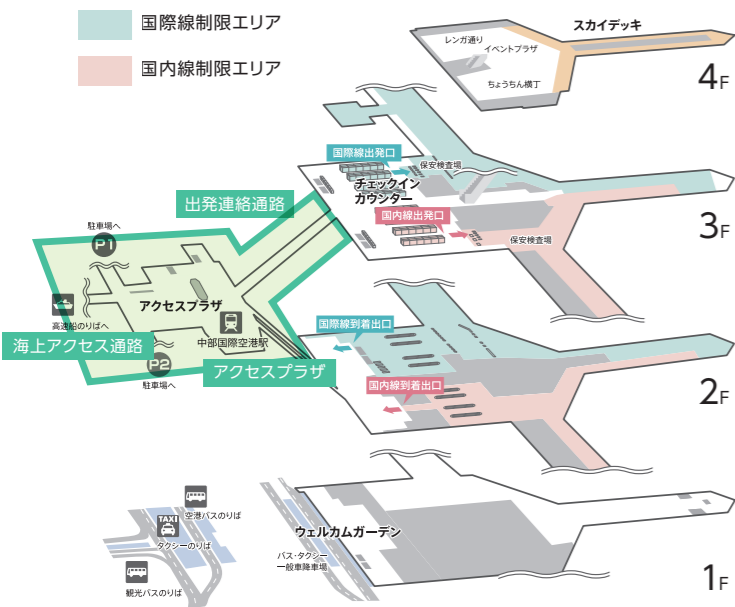 国際線制限エリア
国内線制限エリア
スカイデッキ
レンガ通り
イベントプラザ
ちょうちん横丁
4F
国際線出発口
保安検査場
チェックイン
カウンター
国内線出発口
保安検査場
3F
出発連絡通路
駐車場へ
P1
アクセスプラザ
高速船のりばへ
中部国際空港駅
海上アクセス通路
P2
駐車場へ
アクセスプラザ
国際線到着出口
国内線到着出口
2F
空港バスのりば
TAXI
タクシーのりば
観光バスのりば
ウェルカムガーデン
バス・タクシー
一般車降車場
1F